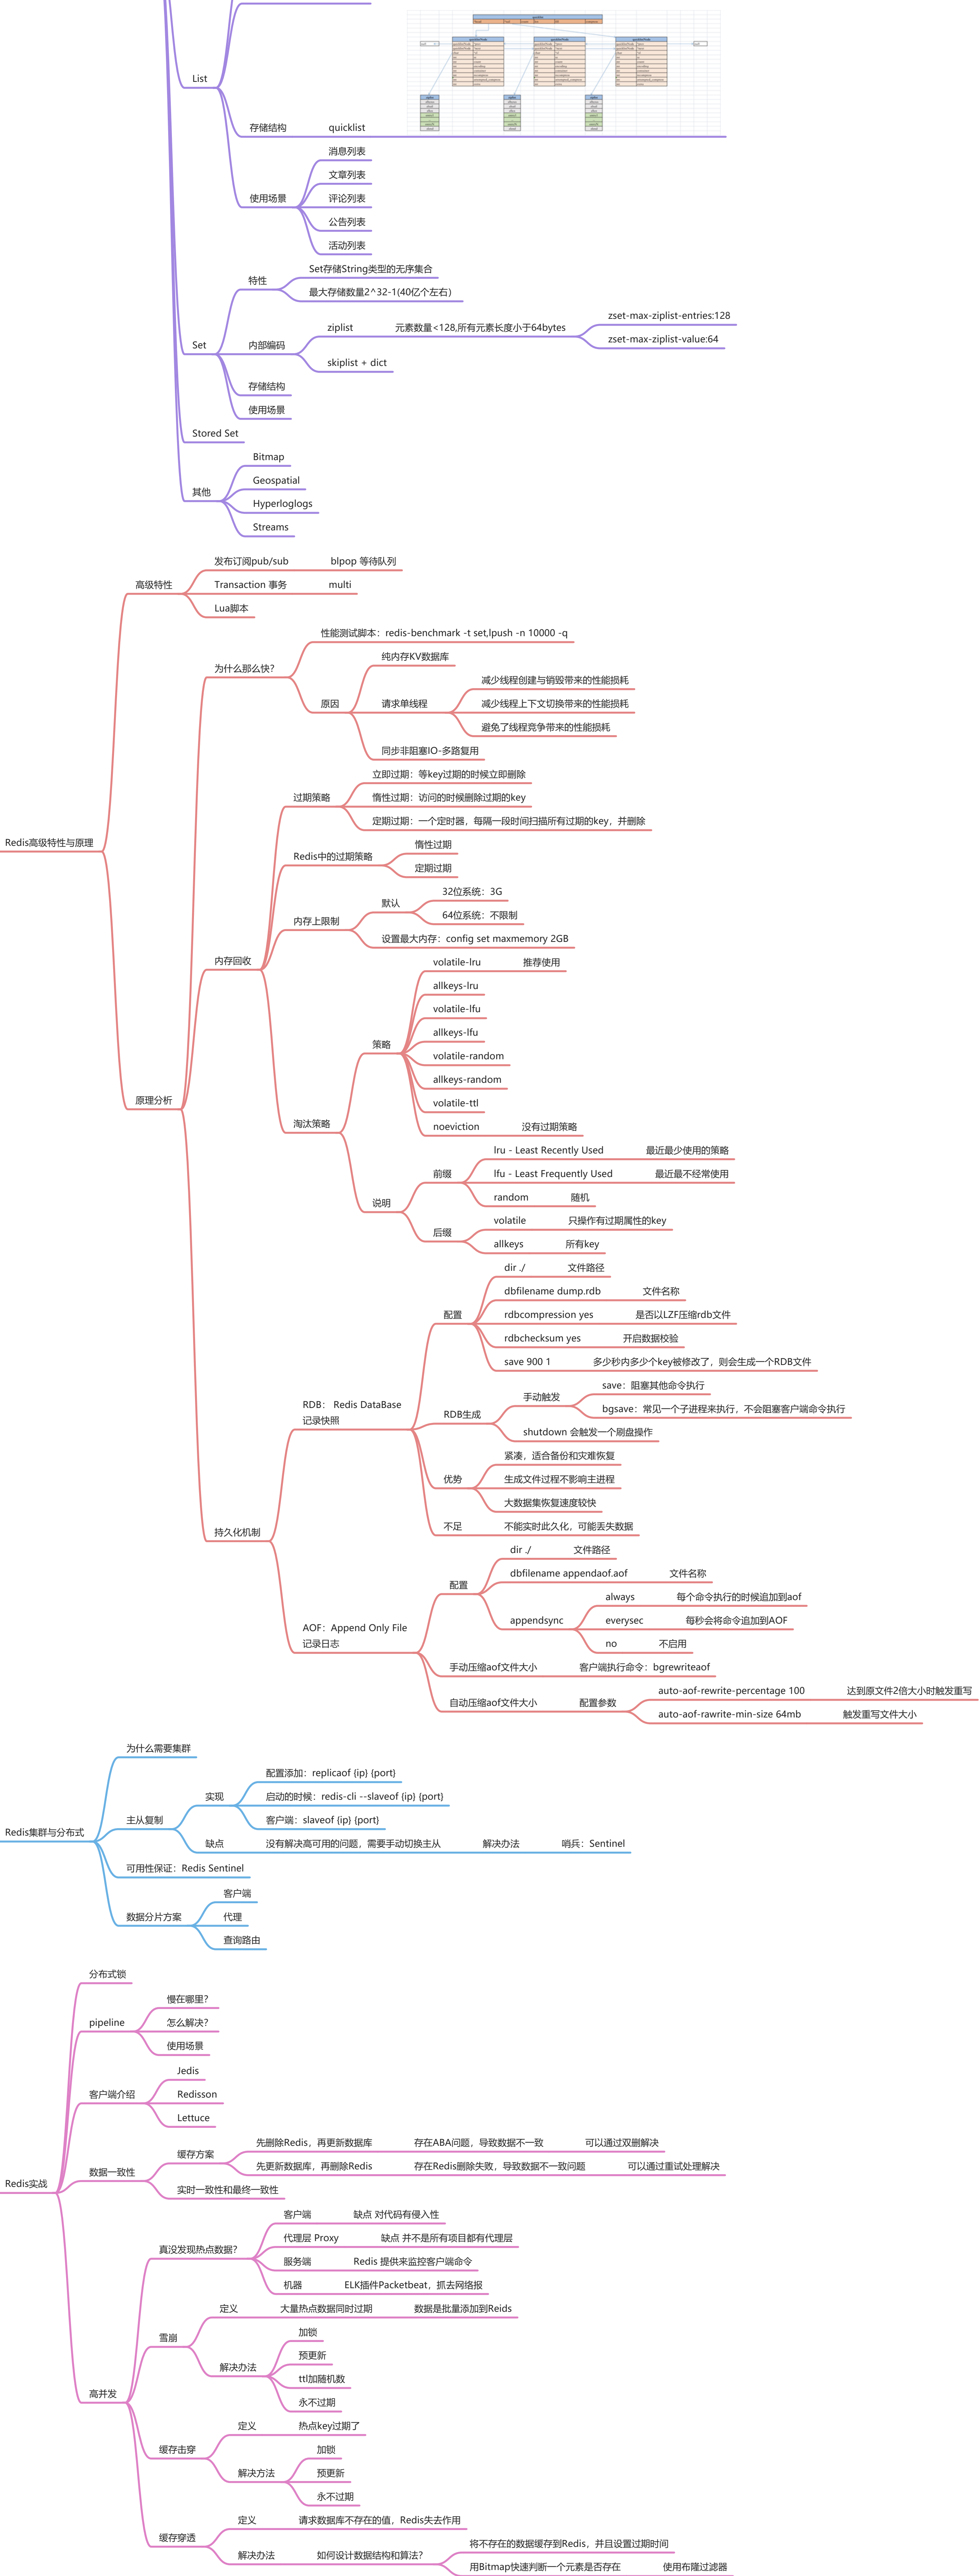 List
存储结构 quicklist
使用场景
消息列表
文章列表
评论列表
公告列表
活动列表
Set
特性
Set存储String类型的无序集合
最大存储数量2^32-1(40亿个左右)
内部编码
ziplist 元素数量<128,所有元素长度小于64bytes
zset-max-ziplist-entries:128
zset-max-ziplist-value:64
skiplist + dict
存储结构
使用场景
Stored Set
其他
Bitmap
Geospatial
Hyperloglogs
Streams
Redis高级特性与原理
高级特性
发布订阅pub/sub blpop 等待队列
Transaction 事务 multi
Lua脚本
原理分析
为什么那么快?
性能测试脚本：redis-benchmark -t set,lpush -n 10000 -q
原因
纯内存KV数据库
请求单线程
减少线程创建与销毁带来的性能损耗
减少线程上下文切换带来的性能损耗
避免了线程竞争带来的性能损耗
同步非阻塞IO-多路复用
内存回收
过期策略
立即过期：等key过期的时候立即删除
惰性过期：访问的时候删除过期的key
定期过期：一个定时器，每隔一段时间扫描所有过期的key，并删除
Redis中的过期策略
惰性过期
定期过期
内存上限制
默认
32位系统：3G
64位系统：不限制
设置最大内存：config set maxmemory 2GB
淘汰策略
策略
volatile-lru 推荐使用
allkeys-lru
volatile-lfu
allkeys-lfu
volatile-random
allkeys-random
volatile-ttl
noeviction 没有过期策略
说明
前缀
lru - Least Recently Used 最近最少使用的策略
lfu - Least Frequently Used 最近最不经常使用
random 随机
后缀
volatile 只操作有过期属性的key
allkeys 所有key
持久化机制
RDB： Redis DataBase
记录快照
配置
dir ./ 文件路径
dbfilename dump.rdb 文件名称
rdbcompression yes 是否以LZF压缩rdb文件
rdbchecksum yes 开启数据校验
save 900 1 多少秒内多少个key被修改了，则会生成一个RDB文件
RDB生成
手动触发
save：阻塞其他命令执行
bgsave：常见一个子进程来执行，不会阻塞客户端命令执行
shutdown 会触发一个刷盘操作
优势
紧凑，适合备份和灾难恢复
生成文件过程不影响主进程
大数据集恢复速度较快
不足 不能实时此久化，可能丢失数据
AOF：Append Only File
记录日志
配置
dir ./ 文件路径
dbfilename appendaof.aof 文件名称
appendsync
always 每个命令执行的时候追加到aof
everysec 每秒会将命令追加到AOF
no 不启用
手动压缩aof文件大小 客户端执行命令：bgrewriteaof
自动压缩aof文件大小 配置参数
auto-aof-rewrite-percentage 100 达到原文件2倍大小时触发重写
auto-aof-rawrite-min-size 64mb 触发重写文件大小
Redis集群与分布式
为什么需要集群
主从复制
实现
配置添加：replicaof {ip} {port}
启动的时候：redis-cli --slaveof {ip} {port}
客户端：slaveof {ip} {port}
缺点 没有解决高可用的问题，需要手动切换主从 解决办法 哨兵：Sentinel
可用性保证：Redis Sentinel
数据分片方案
客户端
代理
查询路由
Redis实战
分布式锁
pipeline
慢在哪里?
怎么解决?
使用场景
客户端介绍
Jedis
Redisson
Lettuce
数据一致性
缓存方案
先删除Redis，再更新数据库 存在ABA问题，导致数据不一致 可以通过双删解决
先更新数据库，再删除Redis 存在Redis删除失败，导致数据不一致问题 可以通过重试处理解决
实时一致性和最终一致性
高并发
真没发现热点数据?
客户端 缺点 对代码有侵入性
代理层 Proxy 缺点 并不是所有项目都有代理层
服务端 Redis 提供来监控客户端命令
机器 ELK插件Packetbeat，抓去网络报
雪崩
定义 大量热点数据同时过期 数据是批量添加到Reids
解决办法
加锁
预更新
ttl加随机数
永不过期
缓存击穿
定义 热点key过期了
解决方法
加锁
预更新
永不过期
缓存穿透
定义 请求数据库不存在的值，Redis失去作用
解决办法 如何设计数据结构和算法?
将不存在的数据缓存到Redis，并且设置过期时间
用Bitmap快速判断一个元素是否存在 使用布隆过滤器